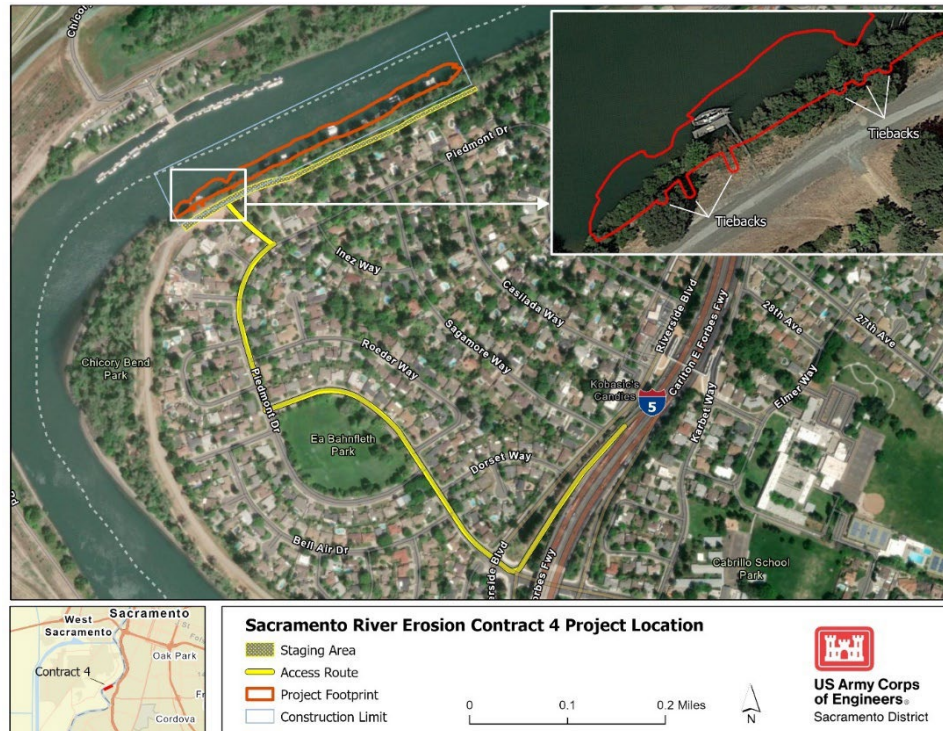 Chicory
Piedmont Dr
Tiebacks
Tiebacks
Inez Way
Casilada Way
Sagamore Way
Roeder Way
Riverside Blvd
Carlton E Forbes Fwy
28th Ave
27th Ave
Elmer Way
Karbet Way
Chicory Bend
Park
Piedmont Dr
Kobasic's
Candies
5
Ea Bahnfleth
Park
Dorset Way
Bell Air Dr
erside Blvd
Forbes Fwy
Cabrillo School
Park
West
Sacramento
Sacramento
Oak Park
Contract 4
Cordova
Sacramento River Erosion Contract 4 Project Location
Staging Area
Access Route
Project Footprint
Construction Limit
0 0.1 0.2 Miles
N
US Army Corps
of Engineers®
Sacramento District